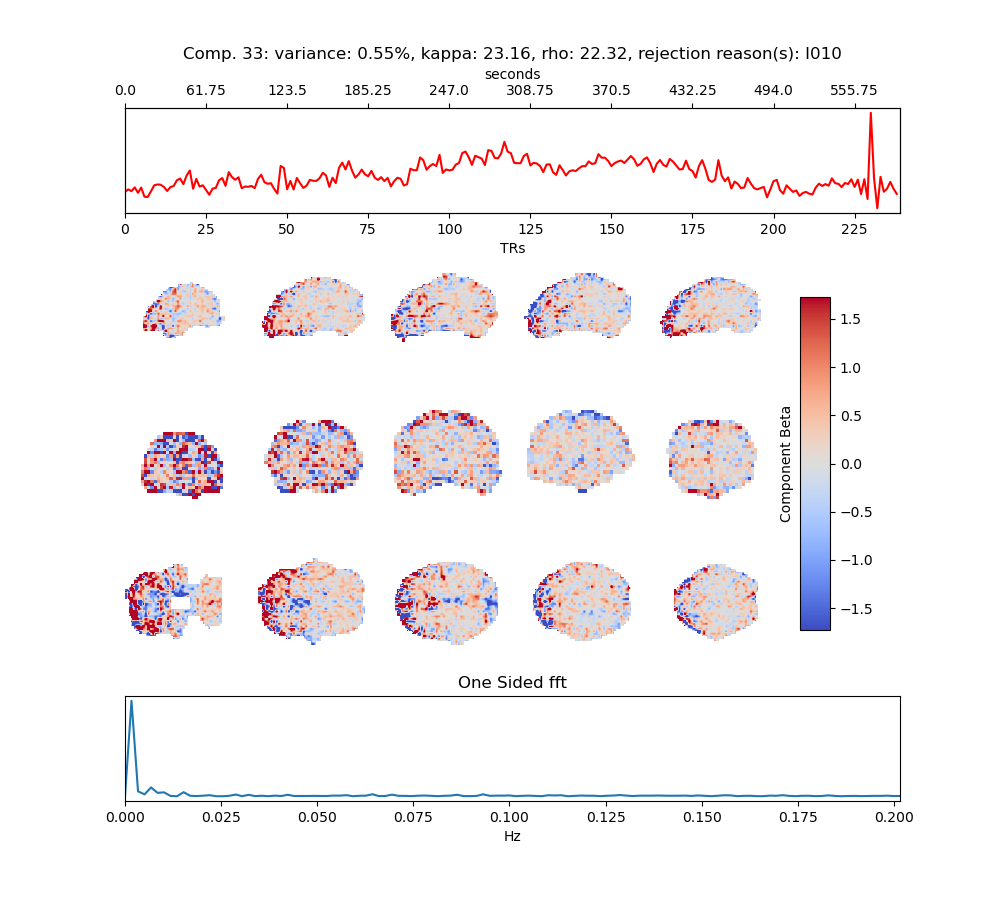 Comp. 33: variance: 0.55%, kappa: 23.16, rho: 22.32, rejection reason(s): I010
seconds
0.0 61.75 123.5 185.25 247.0 308.75 370.5 432.25 494.0 555.75
0 25 50 75 100 125 150 175 200 225
TRs
1.5
1.0
0.5
0.0
−0.5
−1.0
−1.5
Component Beta
One Sided fft
0.000 0.025 0.050 0.075 0.100 0.125 0.150 0.175 0.200
Hz